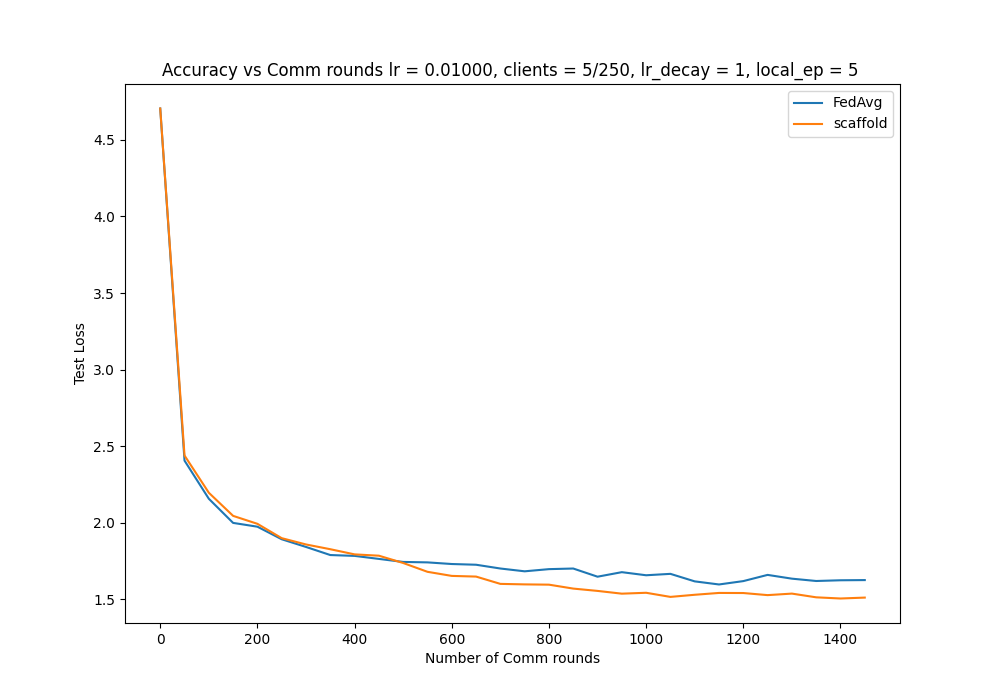 Accuracy vs Comm rounds lr = 0.01000, clients = 5/250, lr_decay = 1, local_ep = 5
FedAvg
scaffold
4.5
4.0
3.5
3.0
2.5
2.0
1.5
Test Loss
0 200 400 600 800 1000 1200 1400
Number of Comm rounds